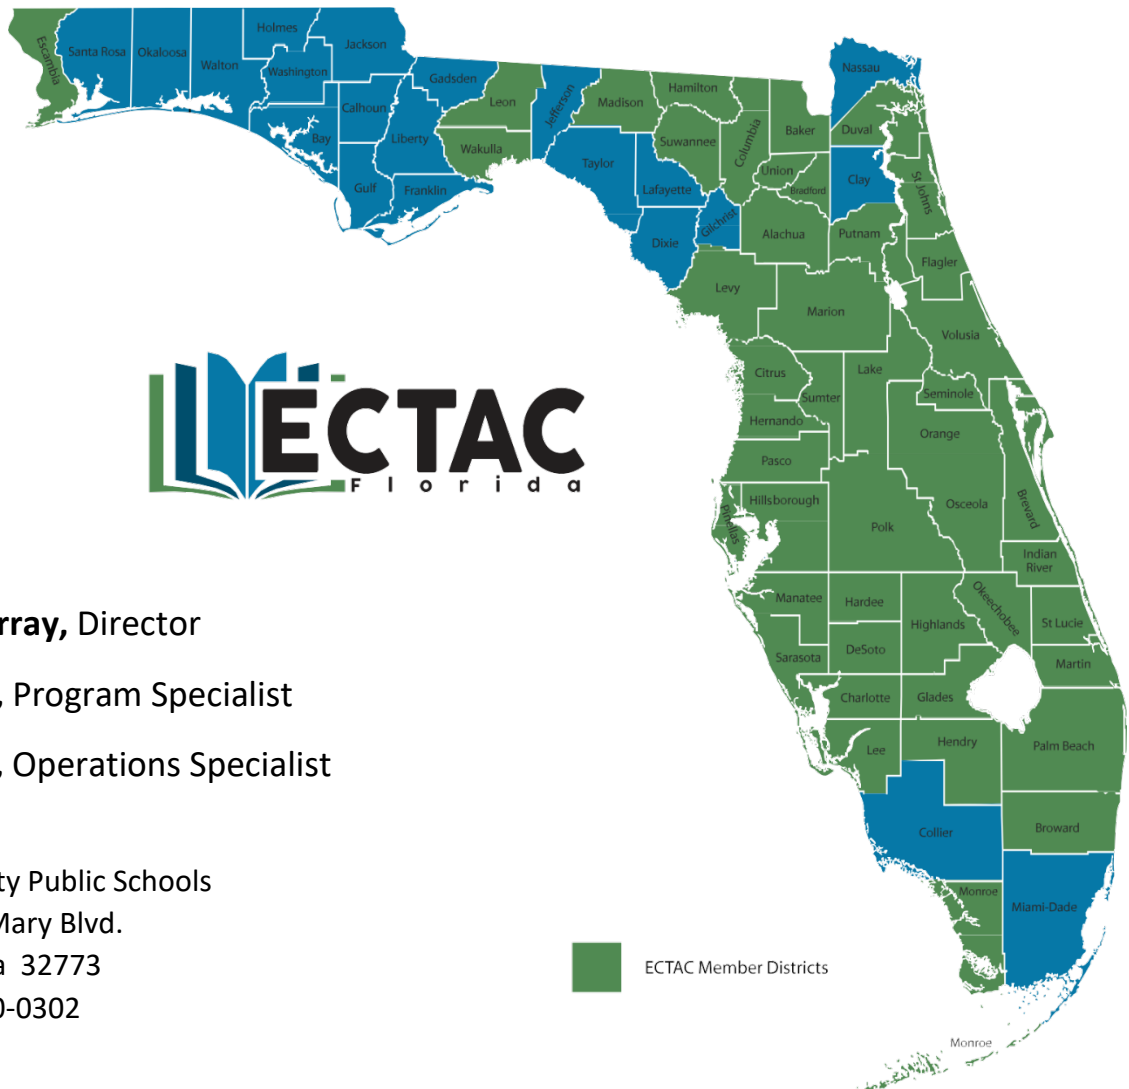 Escambia
Santa Rosa
Okaloosa
Walton
Holmes
Washington
Jackson
Calhoun
Bay
Gulf
Liberty
Gadsden
Franklin
Leon
Wakulla
Jefferson
Madison
Taylor
Hamilton
Suwannee
Lafayette
Dixie
Gilchrist
Columbia
Baker
Union
Bradford
Nassau
Duval
Clay
St Johns
Alachua
Putnam
Flagler
Levy
Marion
Volusia
Citrus
Sumter
Lake
Seminole
Hernando
Orange
Pasco
Hillsborough
Pinellas
Polk
Osceola
Brevard
Indian
River
Manatee
Hardee
Highlands
Okeechobee
St Lucie
Sarasota
DeSoto
Martin
Charlotte
Glades
Lee
Hendry
Palm Beach
Collier
Broward
Monroe
Miami-Dade
Monroe
ECTAC
Florida
rray, Director
, Program Specialist
, Operations Specialist
ty Public Schools
Mary Blvd.
a 32773
0-0302
ECTAC Member Districts